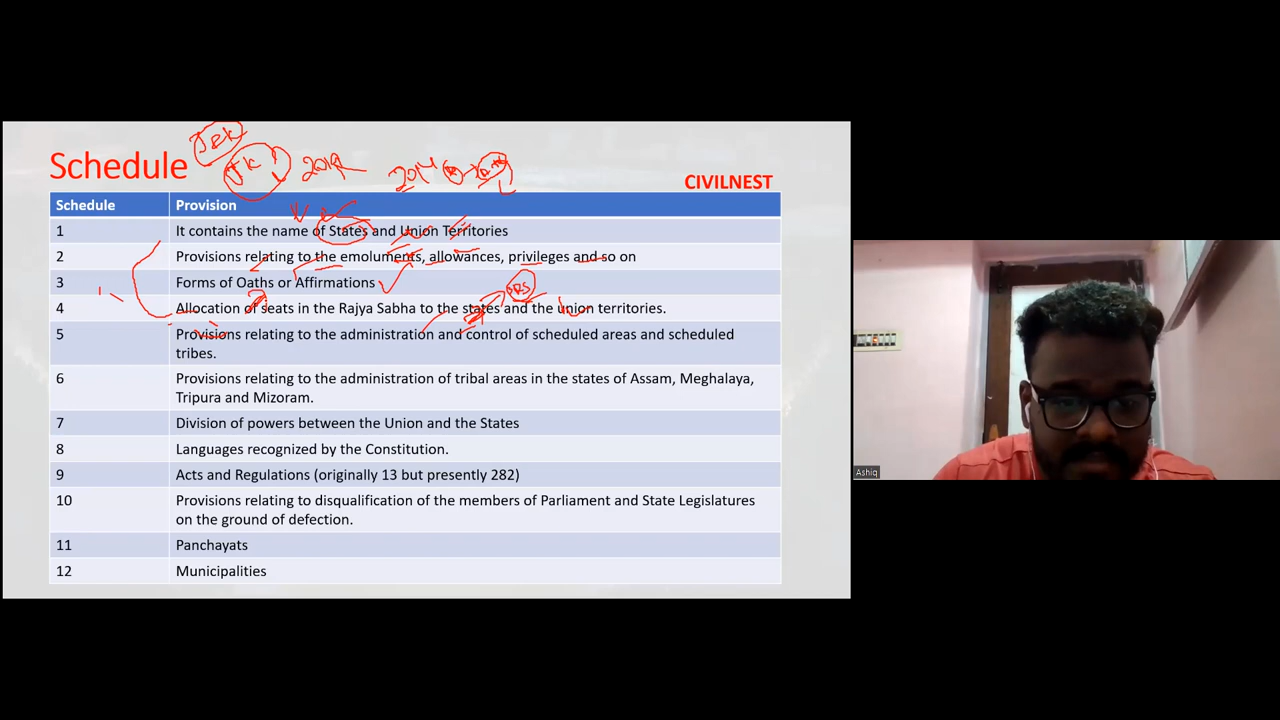 J&K
JK
2019
2014
Schedule
CIVILNEST
Schedule Provision
1 It contains the name of States and Union Territories
2 Provisions relating to the emoluments, allowances, privileges and so on
3 Forms of Oaths or Affirmations
4 Allocation of seats in the Rajya Sabha to the states and the union territories.
5 Provisions relating to the administration and control of scheduled areas and scheduled
tribes.
6 Provisions relating to the administration of tribal areas in the states of Assam, Meghalaya,
Tripura and Mizoram.
7 Division of powers between the Union and the States
8 Languages recognized by the Constitution.
9 Acts and Regulations (originally 13 but presently 282)
10 Provisions relating to disqualification of the members of Parliament and State Legislatures
on the ground of defection.
11 Panchayats
12 Municipalities
Ashiq